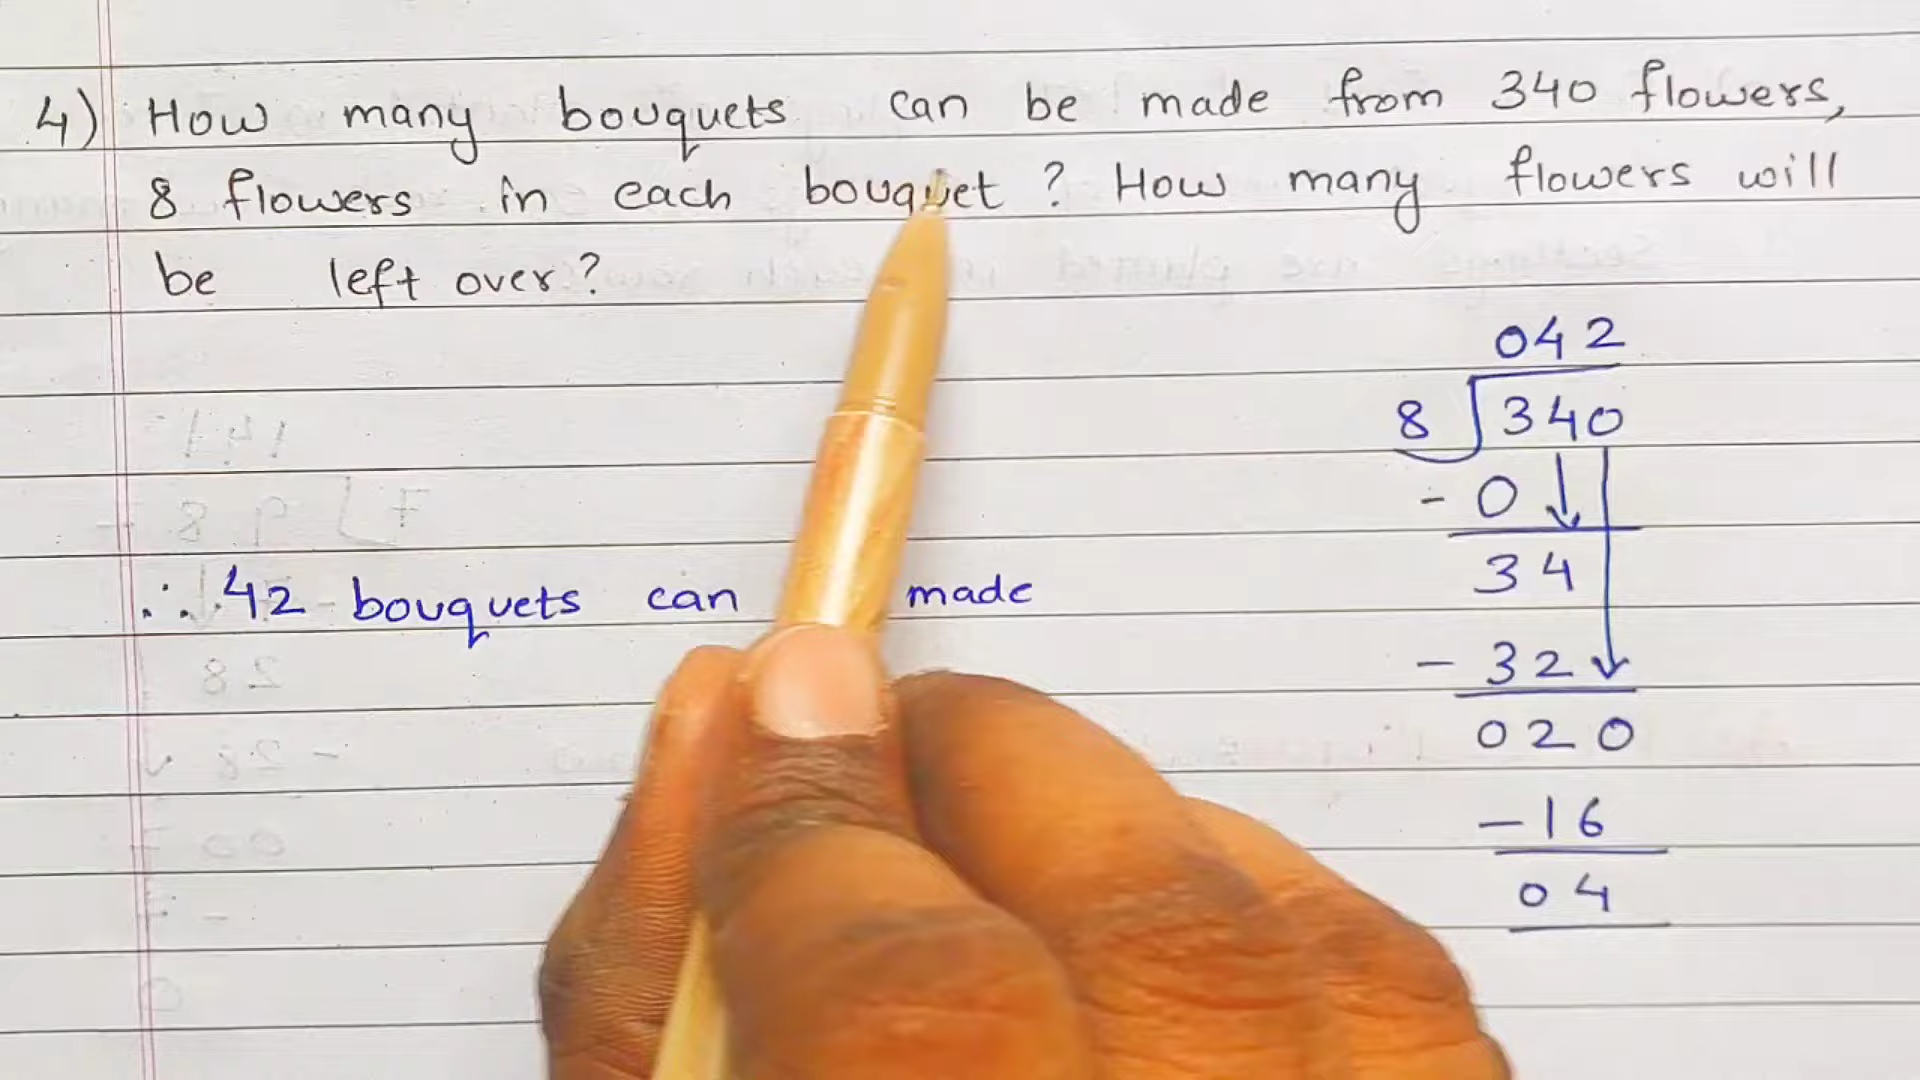 4) How many bouquets can be made from 340 flowers,
8 flowers in each bouquet? How many flowers will
be left over?
042
8 340
- 0
34
∴ 42 bouquets can made
- 32
020
- 16
04